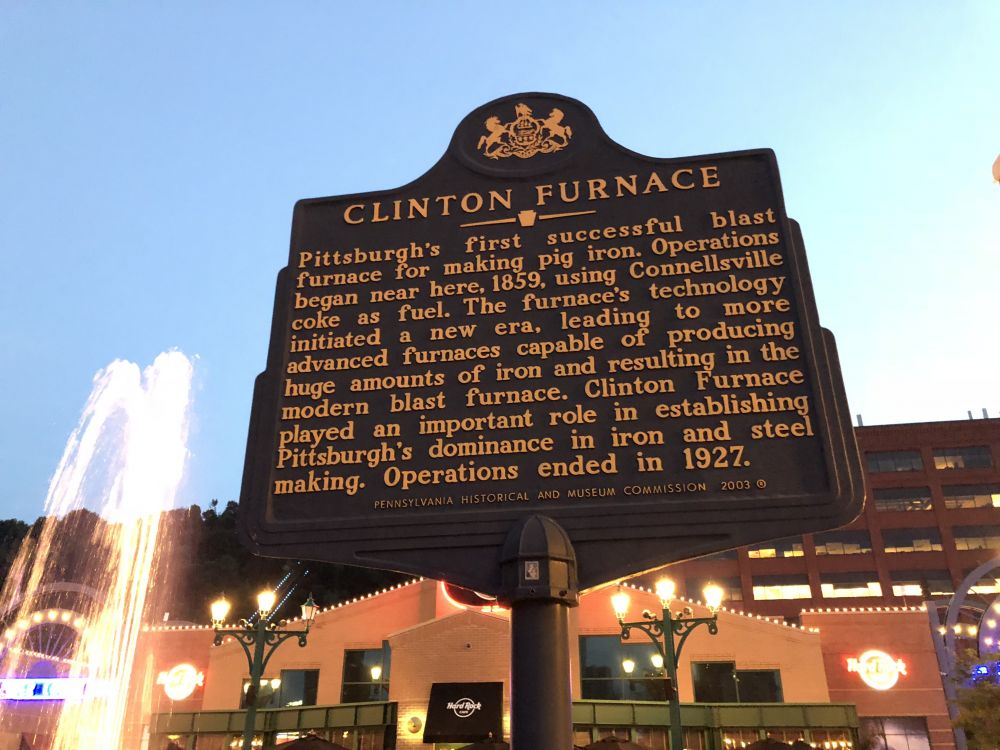 CLINTON FURNACE
Pittsburgh's first successful blast
furnace for making pig iron. Operations
began near here, 1859, using Connellsville
coke as fuel. The furnace's technology
initiated a new era, leading to more
advanced furnaces capable of producing
huge amounts of iron and resulting in the
modern blast furnace. Clinton Furnace
played an important role in establishing
Pittsburgh's dominance in iron and steel
making. Operations ended in 1927.
PENNSYLVANIA HISTORICAL AND MUSEUM COMMISSION 2003 ®
Hard Rock
Hard Rock
Hard Rock
CAFE